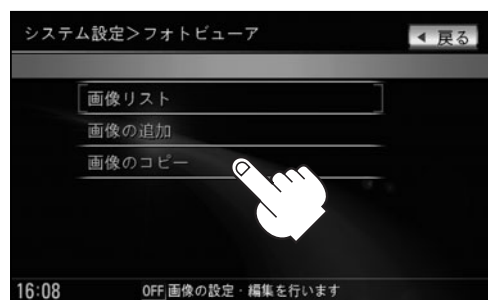 システム設定＞フォトビューア
◀ 戻る
画像リスト
画像の追加
画像のコピー
16:08 OFF 画像の設定・編集を行います